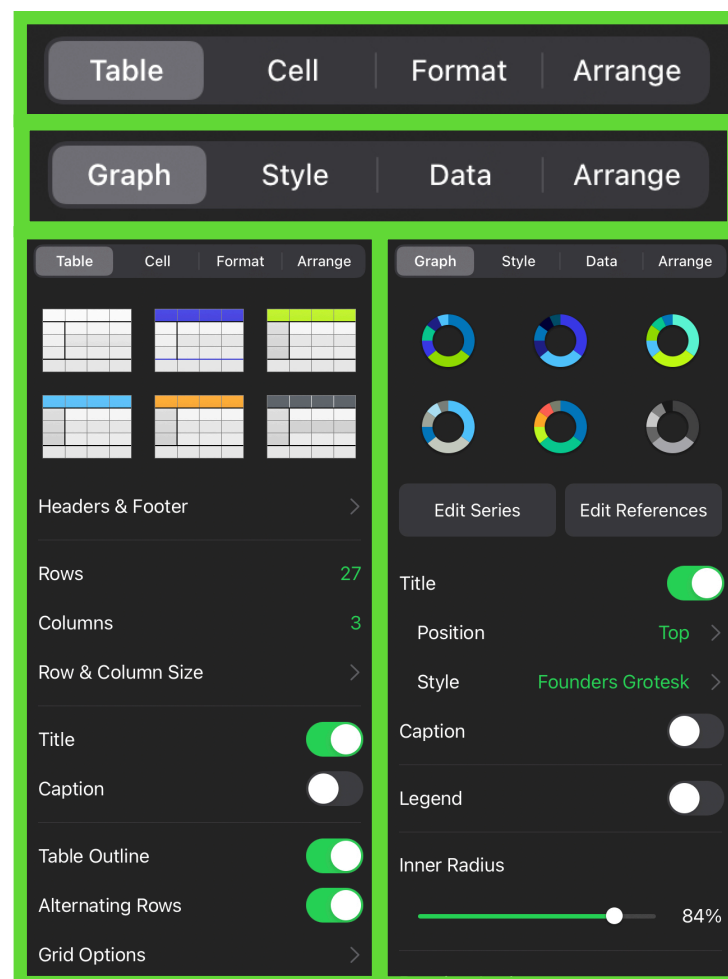 Table Cell Format Arrange
Graph Style Data Arrange
Table Cell Format Arrange
Headers & Footer
Rows 27
Columns 3
Row & Column Size
Title
Caption
Table Outline
Alternating Rows
Grid Options
Graph Style Data Arrange
Edit Series Edit References
Title
Position Top
Style Founders Grotesk
Caption
Legend
Inner Radius
84%